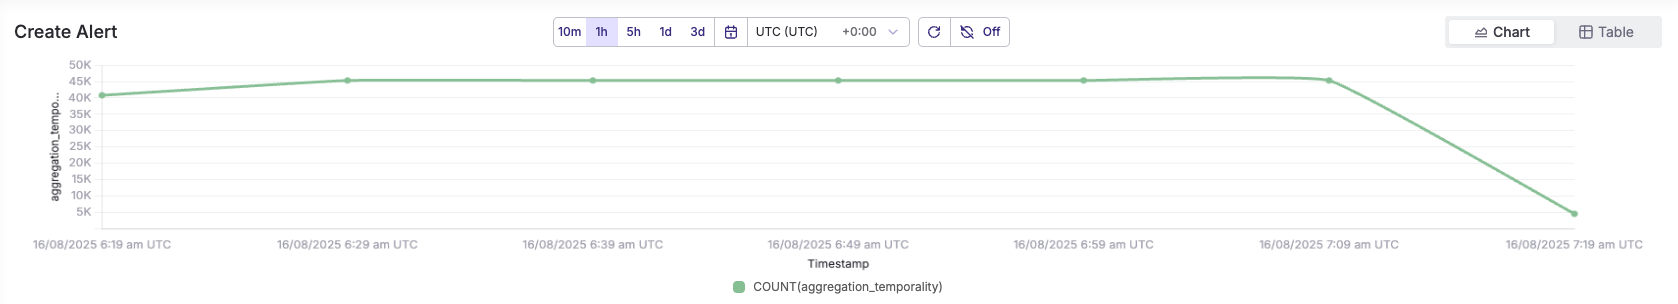 Create Alert
10m 1h 5h 1d 3d UTC (UTC) +0:00 Off
Chart Table
50K
45K
40K
35K
30K
25K
20K
15K
10K
5K
aggregation_tempo...
16/08/2025 6:19 am UTC 16/08/2025 6:29 am UTC 16/08/2025 6:39 am UTC 16/08/2025 6:49 am UTC 16/08/2025 6:59 am UTC 16/08/2025 7:09 am UTC 16/08/2025 7:19 am UTC
Timestamp
COUNT(aggregation_temporality)